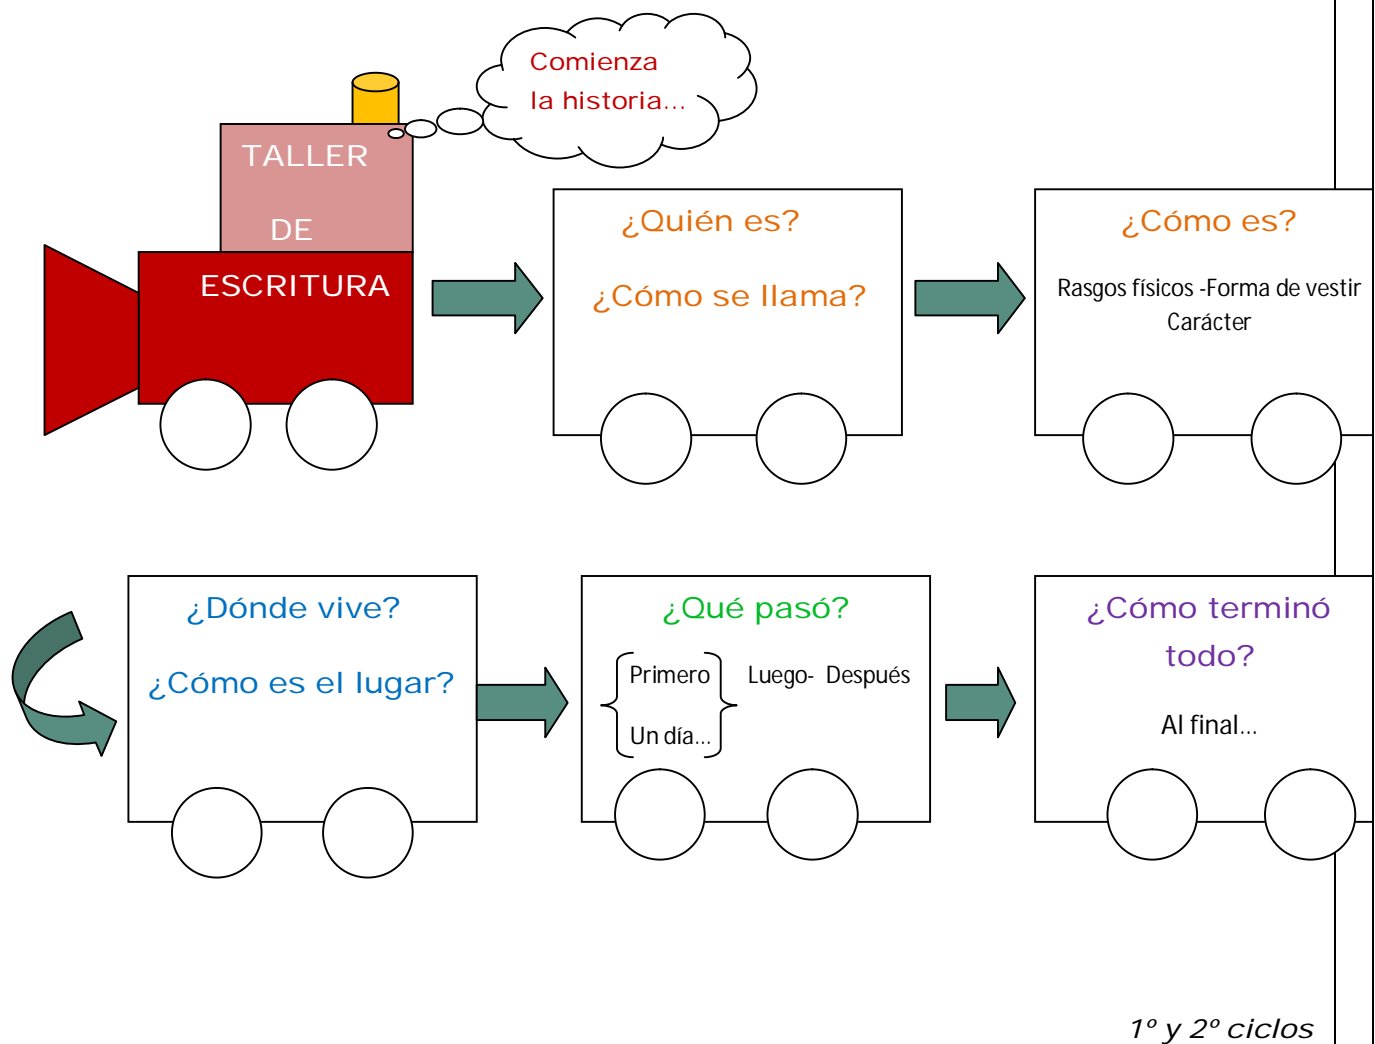 Comienza
la historia...
TALLER
DE
ESCRITURA
¿Quién es?
¿Cómo se llama?
¿Cómo es?
Rasgos físicos -Forma de vestir
Carácter
¿Dónde vive?
¿Cómo es el lugar?
¿Qué pasó?
Primero Luego- Después
Un día...
¿Cómo terminó
todo?
Al final...
1º y 2º ciclos